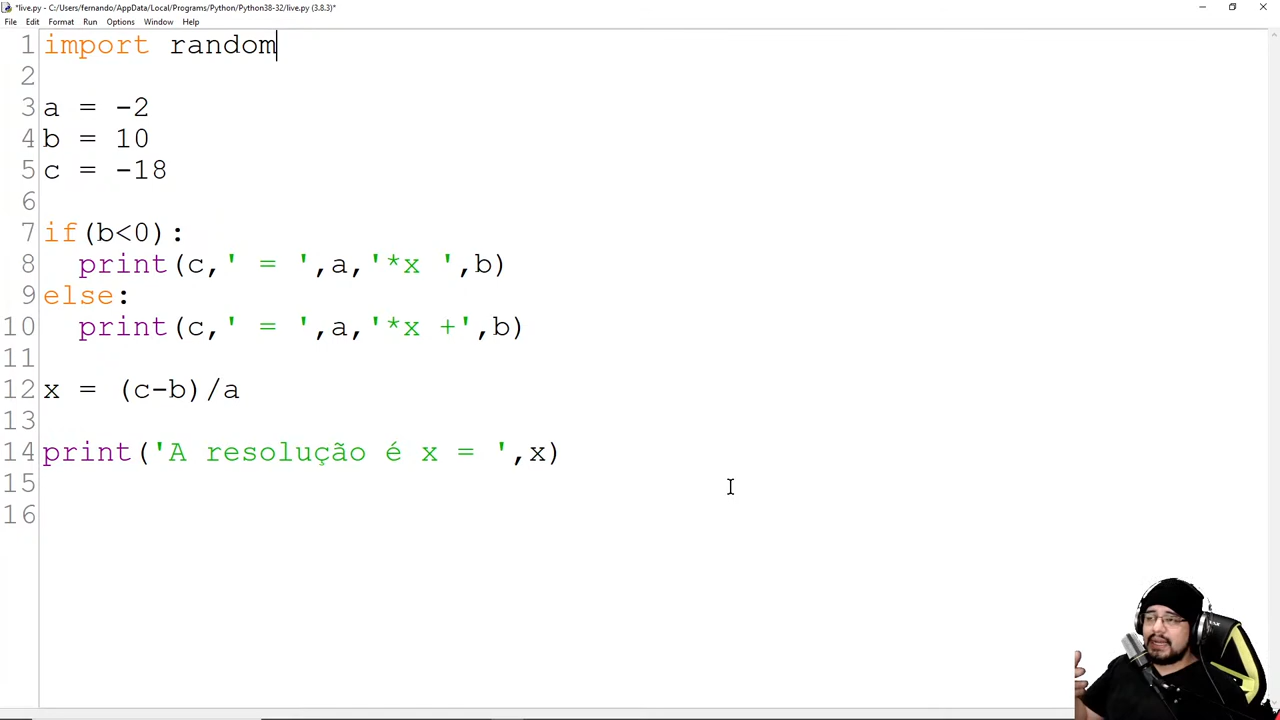 *live.py - C:/Users/fernando/AppData/Local/Programs/Python/Python38-32/live.py (3.8.3)*
File Edit Format Run Options Window Help
1 import random
2
3 a = -2
4 b = 10
5 c = -18
6
7 if(b<0):
8   print(c,' = ',a,'*x ',b)
9 else:
10   print(c,' = ',a,'*x +',b)
11
12 x = (c-b)/a
13
14 print('A resolução é x = ',x)
15
16